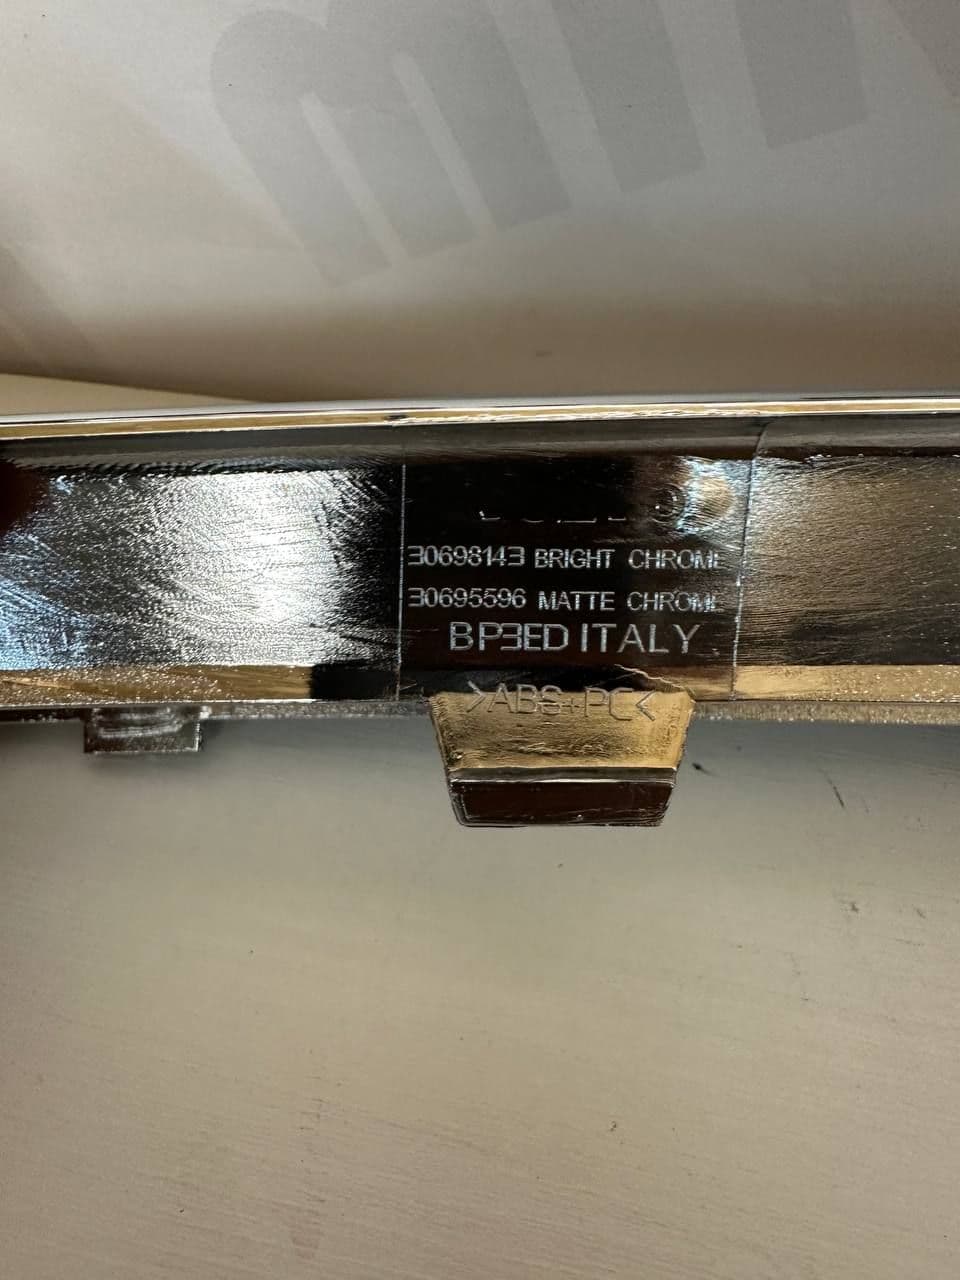 30698143 BRIGHT CHROME
30695596 MATTE CHROME
BP3ED ITALY
>ABS+PC<